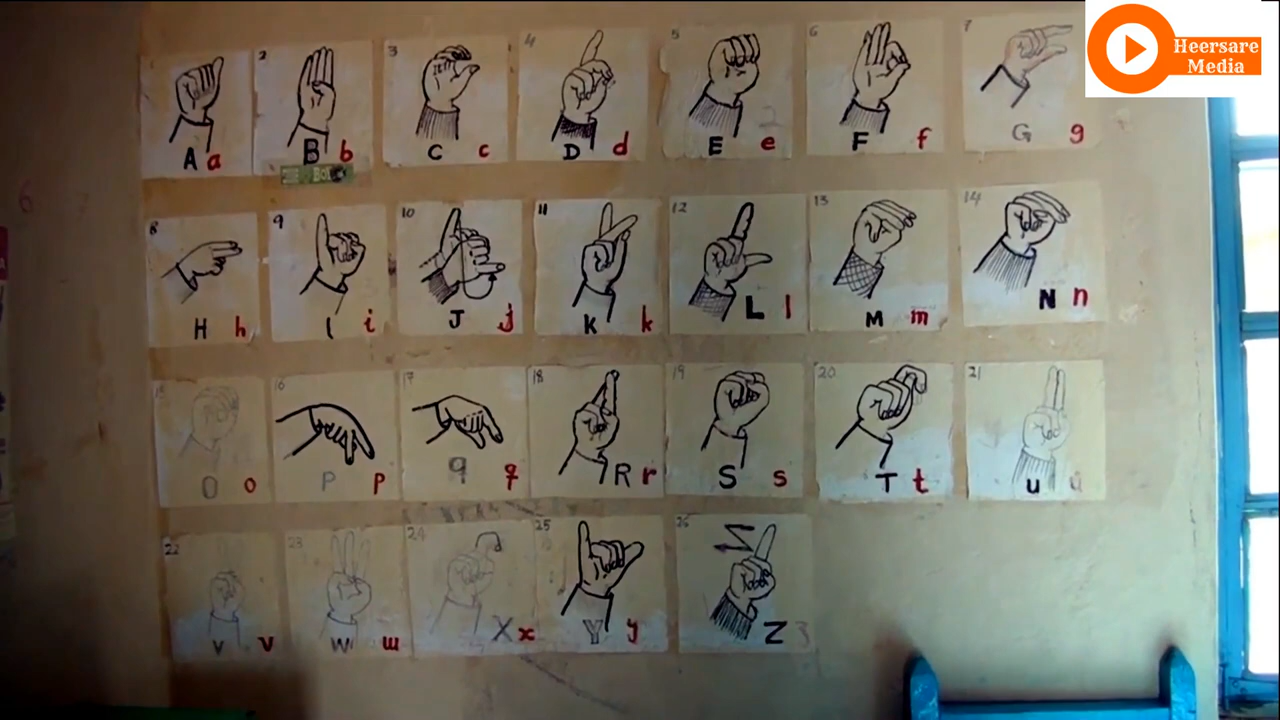 Heersare
Media
1 2 3 4 5 6 7
A a B b C c D d E e F f G g
8 9 10 11 12 13 14
H h I i J j K k L l M m N n
16 17 18 19 20 21
O o P p q q R r S s T t u u
22 23 24 25 26
v v W w X x Y y Z z
6